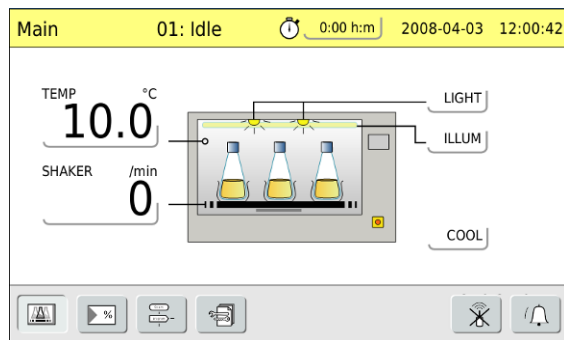 Main 01: Idle 0:00 h:m 2008-04-03 12:00:42
TEMP °C
10.0
SHAKER /min
0
LIGHT
ILLUM
COOL
%